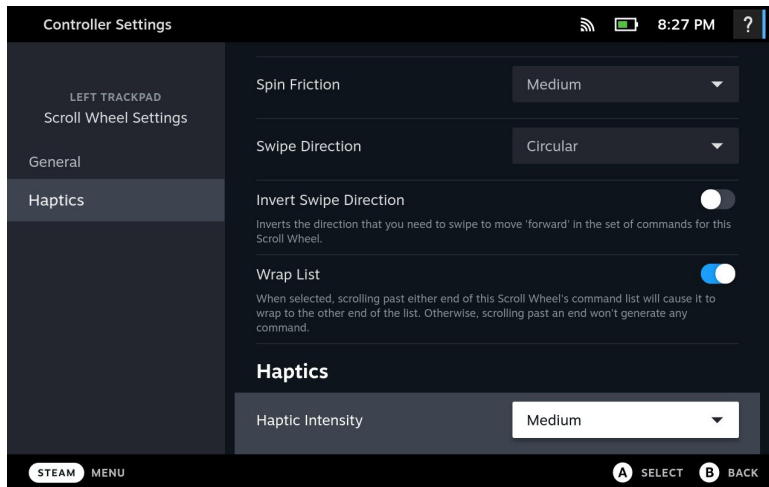 Controller Settings
8:27 PM
?
LEFT TRACKPAD
Scroll Wheel Settings
General
Haptics
Spin Friction
Medium
Swipe Direction
Circular
Invert Swipe Direction
Inverts the direction that you need to swipe to move 'forward' in the set of commands for this
Scroll Wheel.
Wrap List
When selected, scrolling past either end of this Scroll Wheel's command list will cause it to
wrap to the other end of the list. Otherwise, scrolling past an end won't generate any
command.
Haptics
Haptic Intensity
Medium
STEAM MENU
A SELECT B BACK